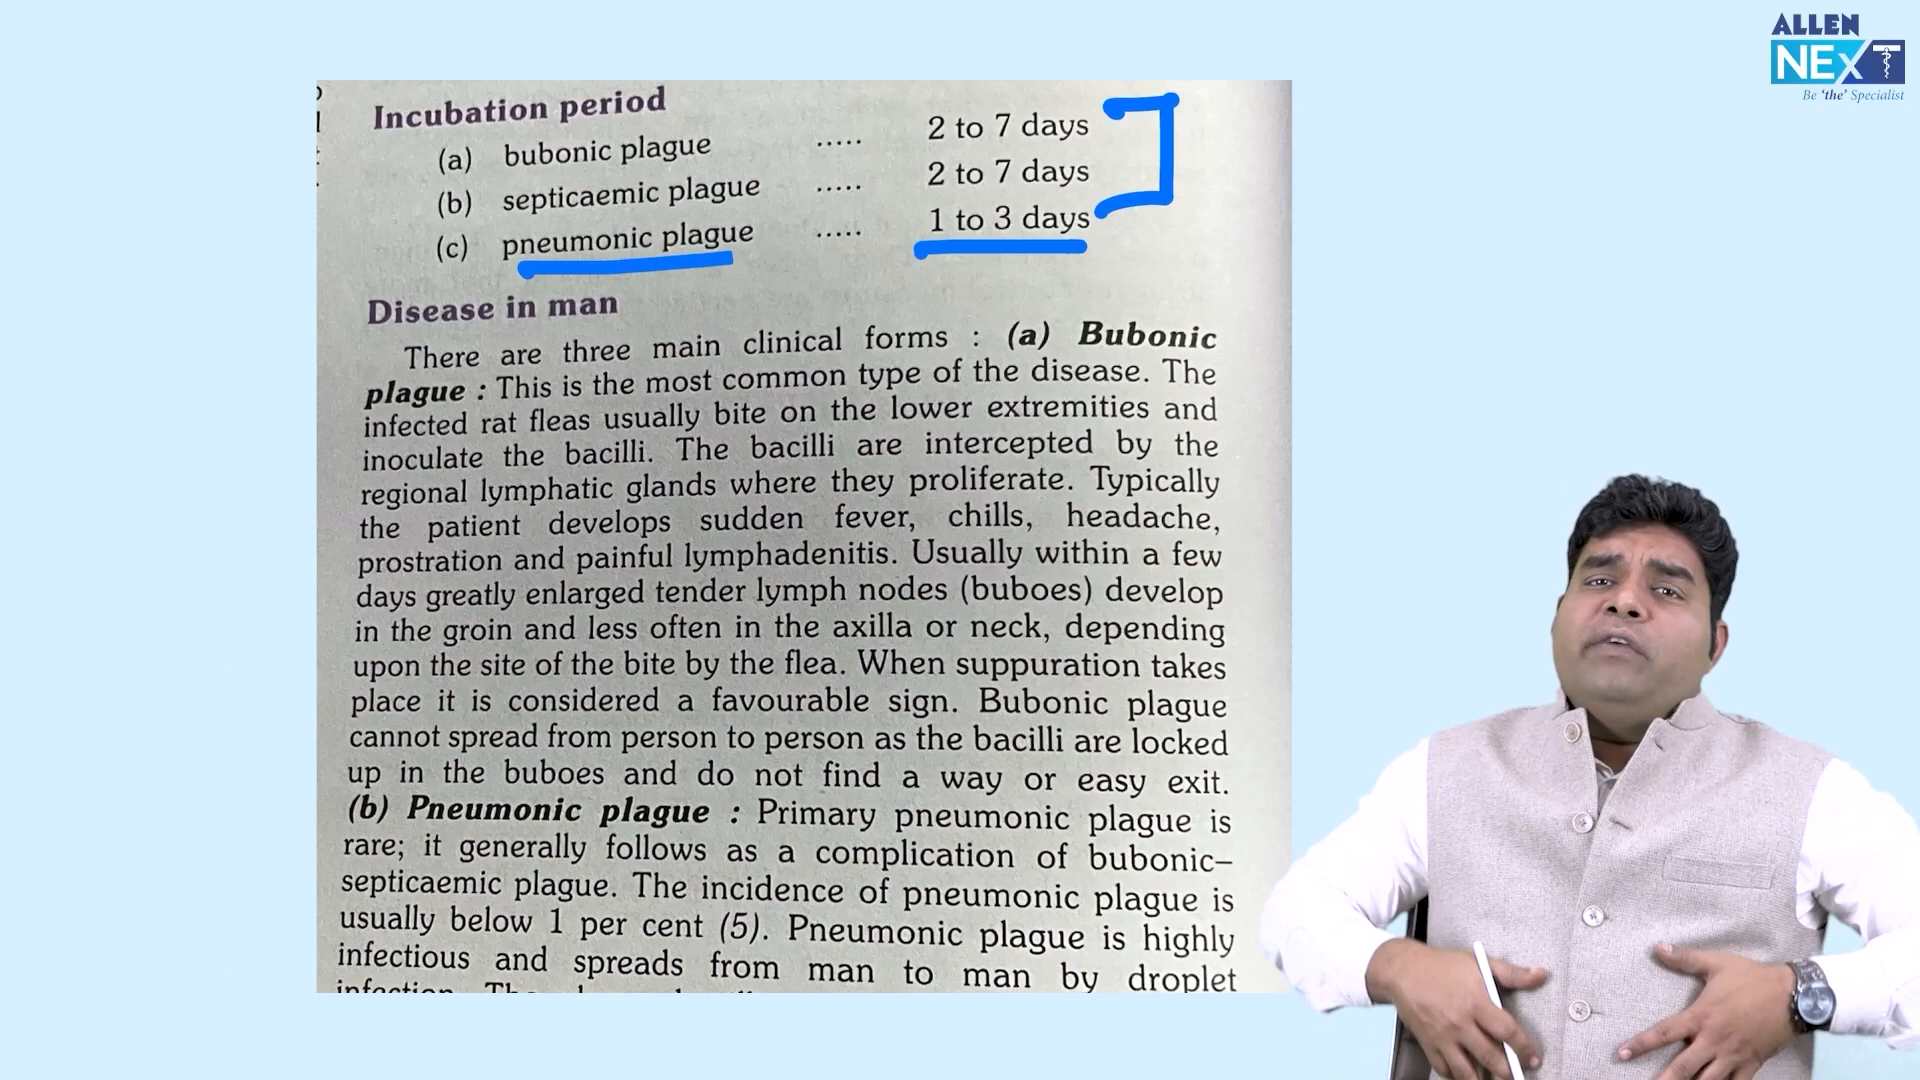 ALLEN
NEXT
Be 'the' Specialist
Incubation period
(a) bubonic plague ..... 2 to 7 days
(b) septicaemic plague ..... 2 to 7 days
(c) pneumonic plague ..... 1 to 3 days
Disease in man
There are three main clinical forms : (a) Bubonic
plague : This is the most common type of the disease. The
infected rat fleas usually bite on the lower extremities and
inoculate the bacilli. The bacilli are intercepted by the
regional lymphatic glands where they proliferate. Typically
the patient develops sudden fever, chills, headache,
prostration and painful lymphadenitis. Usually within a few
days greatly enlarged tender lymph nodes (buboes) develop
in the groin and less often in the axilla or neck, depending
upon the site of the bite by the flea. When suppuration takes
place it is considered a favourable sign. Bubonic plague
cannot spread from person to person as the bacilli are locked
up in the buboes and do not find a way or easy exit.
(b) Pneumonic plague : Primary pneumonic plague is
rare; it generally follows as a complication of bubonic–
septicaemic plague. The incidence of pneumonic plague is
usually below 1 per cent (5). Pneumonic plague is highly
infectious and spreads from man to man by droplet
infection. The